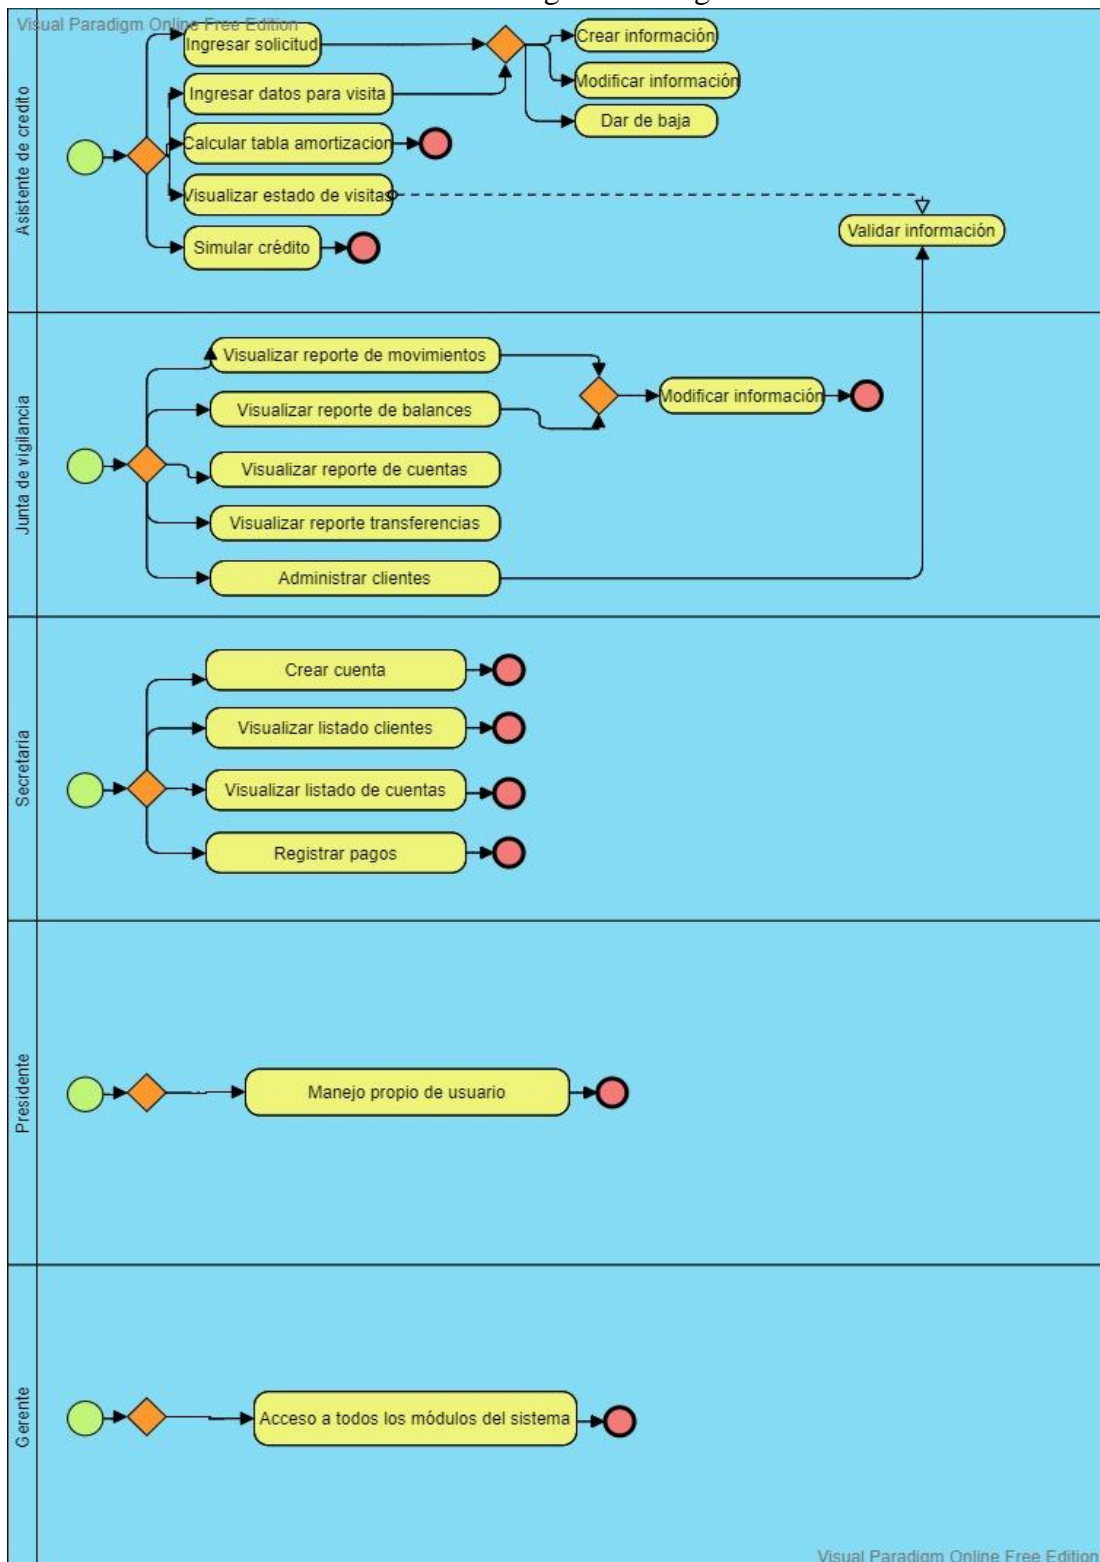 Visual Paradigm Online Free Edition
Asistente de credito
Ingresar solicitud
Crear información
Ingresar datos para visita
Modificar información
Dar de baja
Calcular tabla amortizacion
Visualizar estado de visitas
Validar información
Simular crédito
Junta de vigilancia
Visualizar reporte de movimientos
Modificar información
Visualizar reporte de balances
Visualizar reporte de cuentas
Visualizar reporte transferencias
Administrar clientes
Secretaria
Crear cuenta
Visualizar listado clientes
Visualizar listado de cuentas
Registrar pagos
Presidente
Manejo propio de usuario
Gerente
Acceso a todos los módulos del sistema
Visual Paradigm Online Free Edition